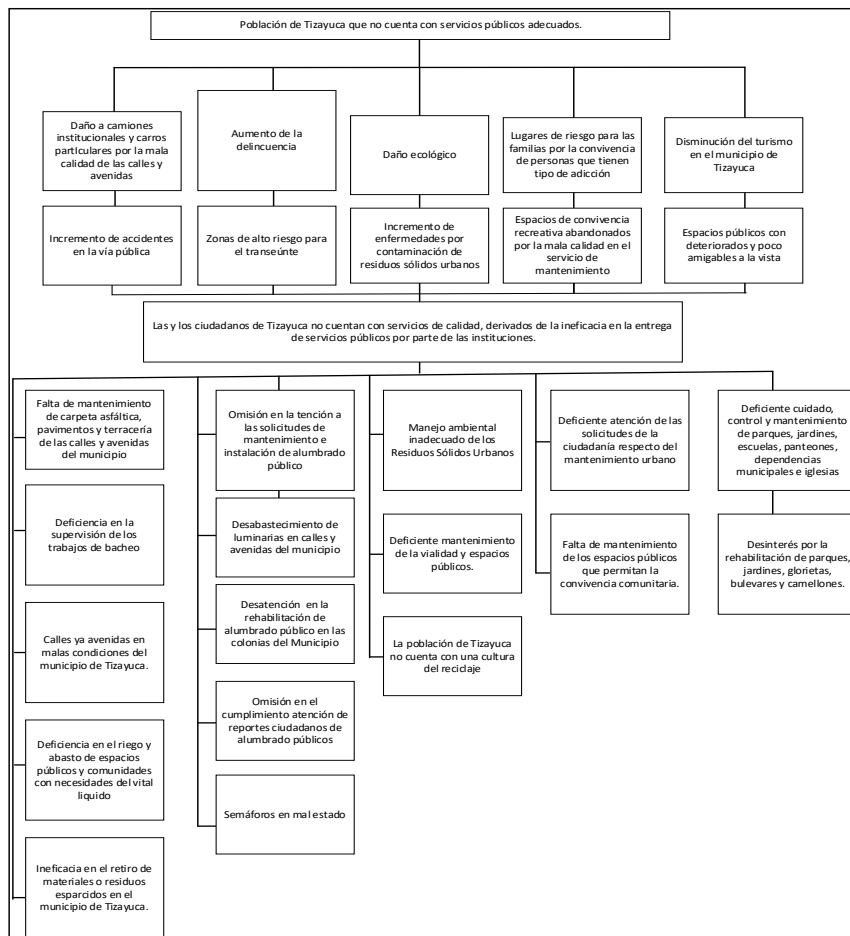 Población de Tizayuca que no cuenta con servicios públicos adecuados.
Daño a camiones
institucionales y carros
particulares por la mala
calidad de las calles y
avenidas
Aumento de la
delincuencia
Daño ecológico
Lugares de riesgo para las
familias por la convivencia
de personas que tienen
tipo de adicción
Disminución del turismo
en el municipio de
Tizayuca
Incremento de accidentes
en la vía pública
Zonas de alto riesgo para
el transeúnte
Incremento de
enfermedades por
contaminación de
residuos sólidos urbanos
Espacios de convivencia
recreativa abandonados
por la mala calidad en el
servicio de
mantenimiento
Espacios públicos con
deteriorados y poco
amigables a la vista
Las y los ciudadanos de Tizayuca no cuentan con servicios de calidad, derivados de la ineficacia en la entrega
de servicios públicos por parte de las instituciones.
Falta de mantenimiento
de carpeta asfáltica,
pavimentos y terracería
de las calles y avenidas
del municipio
Deficiencia en la
supervisión de los
trabajos de bacheo
Calles ya avenidas en
malas condiciones del
municipio de Tizayuca.
Deficiencia en el riego y
abasto de espacios
públicos y comunidades
con necesidades del vital
liquido
Ineficacia en el retiro de
materiales o residuos
esparcidos en el
municipio de Tizayuca.
Omisión en la tención a
las solicitudes de
mantenimiento e
instalación de alumbrado
público
Desabastecimiento de
luminarias en calles y
avenidas del municipio
Desatención en la
rehabilitación de
alumbrado público en las
colonias del Municipio
Omisión en el
cumplimiento atención de
reportes ciudadanos de
alumbrado públicos
Semáforos en mal estado
Manejo ambiental
inadecuado de los
Residuos Sólidos Urbanos
Deficiente mantenimiento
de la vialidad y espacios
públicos.
La población de Tizayuca
no cuenta con una cultura
del reciclaje
Deficiente atención de las
solicitudes de la
ciudadanía respecto del
mantenimiento urbano
Falta de mantenimiento
de los espacios públicos
que permitan la
convivencia comunitaria.
Deficiente cuidado,
control y mantenimiento
de parques, jardines,
escuelas, panteones,
dependencias
municipales e iglesias
Desinterés por la
rehabilitación de parques,
jardines, glorietas,
bulevares y camellones.